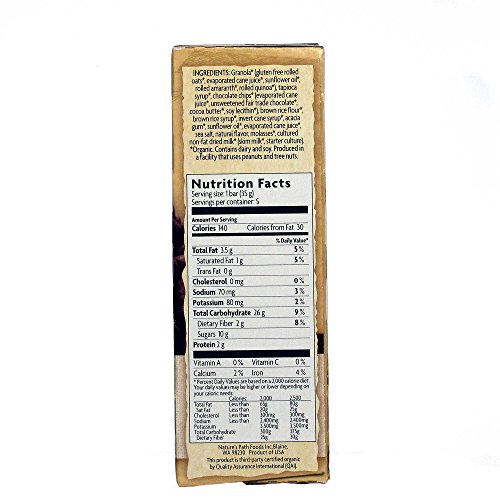 INGREDIENTS: Granola* (gluten free rolled
oats*, evaporated cane juice*, sunflower oil*,
rolled amaranth*, rolled quinoa*), tapioca
syrup*, chocolate chips* (evaporated cane
juice*, unsweetened fair trade chocolate*,
cocoa butter*, soy lecithin*), brown rice flour*,
brown rice syrup*, invert cane syrup*, acacia
gum*, sunflower oil*, evaporated cane juice*,
sea salt, natural flavor, molasses*, cultured
non-fat dried milk* (skim milk*, starter culture).
*Organic. Contains dairy and soy. Produced in
a facility that uses peanuts and tree nuts.
Nutrition Facts
Serving size: 1 bar (35 g)
Servings per container: 5
Amount Per Serving
Calories 140 Calories from Fat 30
% Daily Value*
Total Fat 3.5 g 5 %
Saturated Fat 1 g 5 %
Trans Fat 0 g
Cholesterol 0 mg 0 %
Sodium 70 mg 3 %
Potassium 80 mg 2 %
Total Carbohydrate 26 g 9 %
Dietary Fiber 2 g 8 %
Sugars 10 g
Protein 2 g
Vitamin A 0 % Vitamin C 0 %
Calcium 2 % Iron 4 %
*Percent Daily Values are based on a 2,000 calorie diet.
Your daily values may be higher or lower depending on
your calorie needs:
Calories: 2,000 2,500
Total Fat Less than 65g 80g
Sat Fat Less than 20g 25g
Cholesterol Less than 300mg 300mg
Sodium Less than 2,400mg 2,400mg
Potassium 3,500mg 3,500mg
Total Carbohydrate 300g 375g
Dietary Fiber 25g 30g
Nature's Path Foods Inc. Blaine,
WA 98230 Product of USA
This product is third-party certified organic
by Quality Assurance International (QAI).